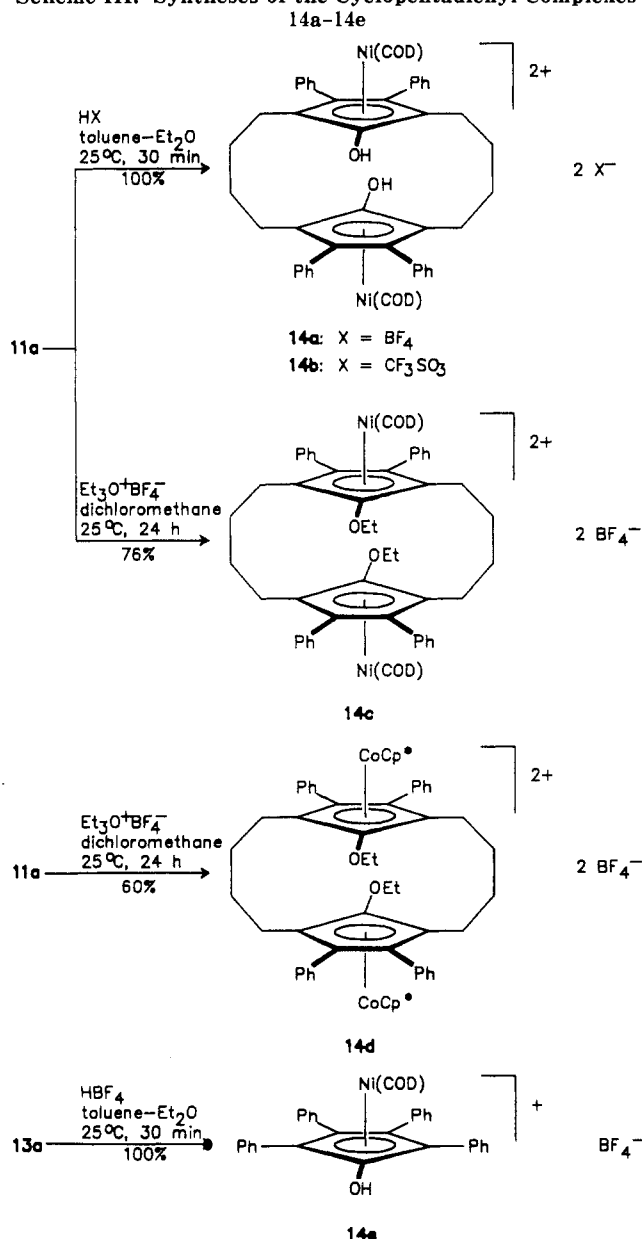 Scheme III. Syntheses of the Cyclopentadienyl Complexes
14a-14e
Ni(COD)
Ph
Ph
2+
HX
toluene-Et2O
25°C, 30 min
100%
OH
OH
2 X−
Ph
Ph
Ni(COD)
14a: X = BF4
14b: X = CF3SO3
11a
Ni(COD)
Ph
Ph
2+
Et3O+BF4−
dichloromethane
25°C, 24 h
76%
OEt
OEt
2 BF4−
Ph
Ph
Ni(COD)
14c
CoCp*
Ph
Ph
2+
Et3O+BF4−
dichloromethane
25°C, 24 h
60%
11a
OEt
OEt
2 BF4−
Ph
Ph
CoCp*
14d
Ni(COD)
HBF4
toluene-Et2O
25°C, 30 min
100%
13a
Ph
Ph
Ph
Ph
+
BF4−
OH
14e